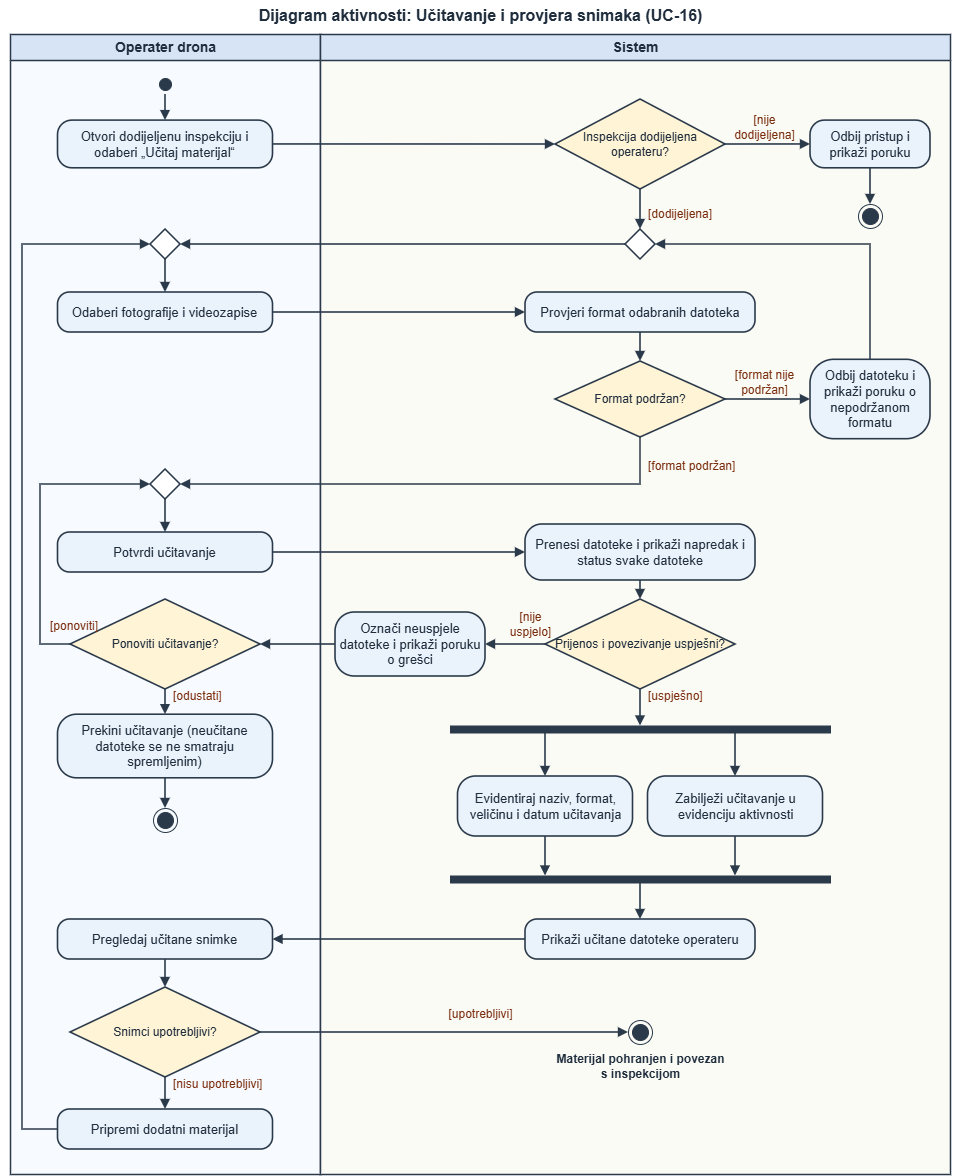 Dijagram aktivnosti: Učitavanje i provjera snimaka (UC-16)
Operater drona
Sistem
Otvori dodijeljenu inspekciju i
odaberi „Učitaj materijal“
Inspekcija dodijeljena
operateru?
[nije
dodijeljena]
Odbij pristup i
prikaži poruku
[dodijeljena]
Odaberi fotografije i videozapise
Provjeri format odabranih datoteka
Format podržan?
[format nije
podržan]
Odbij datoteku i
prikaži poruku o
nepodržanom
formatu
[format podržan]
Potvrdi učitavanje
Prenesi datoteke i prikaži napredak i
status svake datoteke
[ponoviti]
Ponoviti učitavanje?
Označi neuspjele
datoteke i prikaži poruku
o grešci
[nije
uspjelo]
Prijenos i povezivanje uspješni?
[odustati]
[uspješno]
Prekini učitavanje (neučitane
datoteke se ne smatraju
spremljenim)
Evidentiraj naziv, format,
veličinu i datum učitavanja
Zabilježi učitavanje u
evidenciju aktivnosti
Pregledaj učitane snimke
Prikaži učitane datoteke operateru
Snimci upotrebljivi?
[upotrebljivi]
Materijal pohranjen i povezan
s inspekcijom
[nisu upotrebljivi]
Pripremi dodatni materijal